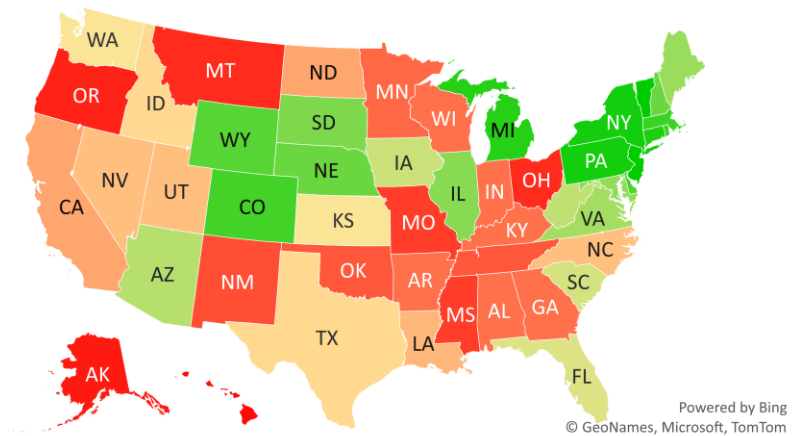 WA
MT
ND
MN
OR
ID
WI
SD
MI
NY
WY
IA
PA
NE
OH
NV
UT
IL
IN
CO
CA
KS
MO
VA
KY
NC
AZ
OK
NM
AR
SC
MS
AL
GA
TX
LA
AK
FL
Powered by Bing
© GeoNames, Microsoft, TomTom